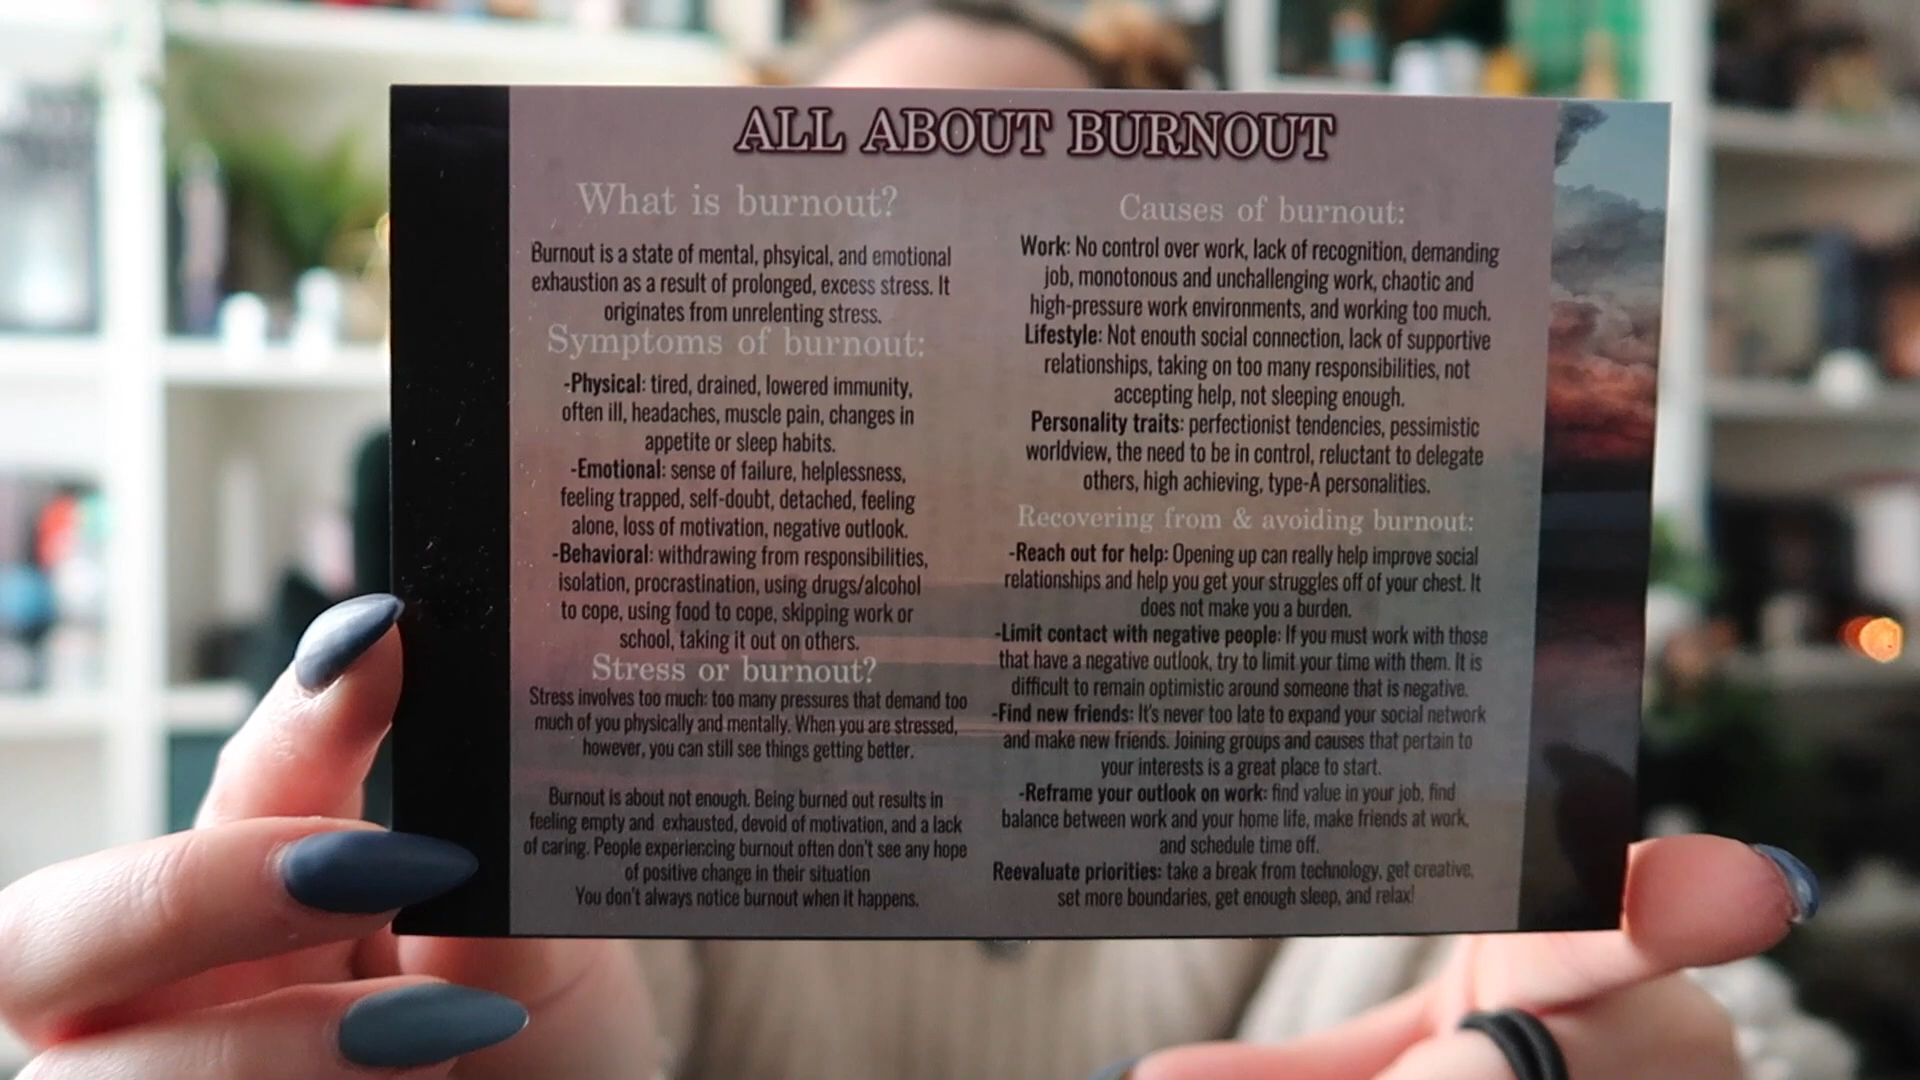 ALL ABOUT BURNOUT
What is burnout?
Burnout is a state of mental, phsyical, and emotional
exhaustion as a result of prolonged, excess stress. It
originates from unrelenting stress.
Symptoms of burnout:
-Physical: tired, drained, lowered immunity,
often ill, headaches, muscle pain, changes in
appetite or sleep habits.
-Emotional: sense of failure, helplessness,
feeling trapped, self-doubt, detached, feeling
alone, loss of motivation, negative outlook.
-Behavioral: withdrawing from responsibilities,
isolation, procrastination, using drugs/alcohol
to cope, using food to cope, skipping work or
school, taking it out on others.
Stress or burnout?
Stress involves too much: too many pressures that demand too
much of you physically and mentally. When you are stressed,
however, you can still see things getting better.
Burnout is about not enough. Being burned out results in
feeling empty and exhausted, devoid of motivation, and a lack
of caring. People experiencing burnout often don't see any hope
of positive change in their situation
You don't always notice burnout when it happens.
Causes of burnout:
Work: No control over work, lack of recognition, demanding
job, monotonous and unchallenging work, chaotic and
high-pressure work environments, and working too much.
Lifestyle: Not enouth social connection, lack of supportive
relationships, taking on too many responsibilities, not
accepting help, not sleeping enough.
Personality traits: perfectionist tendencies, pessimistic
worldview, the need to be in control, reluctant to delegate
others, high achieving, type-A personalities.
Recovering from & avoiding burnout:
-Reach out for help: Opening up can really help improve social
relationships and help you get your struggles off of your chest. It
does not make you a burden.
-Limit contact with negative people: If you must work with those
that have a negative outlook, try to limit your time with them. It is
difficult to remain optimistic around someone that is negative.
-Find new friends: It's never too late to expand your social network
and make new friends. Joining groups and causes that pertain to
your interests is a great place to start.
-Reframe your outlook on work: find value in your job, find
balance between work and your home life, make friends at work,
and schedule time off.
Reevaluate priorities: take a break from technology, get creative,
set more boundaries, get enough sleep, and relax!